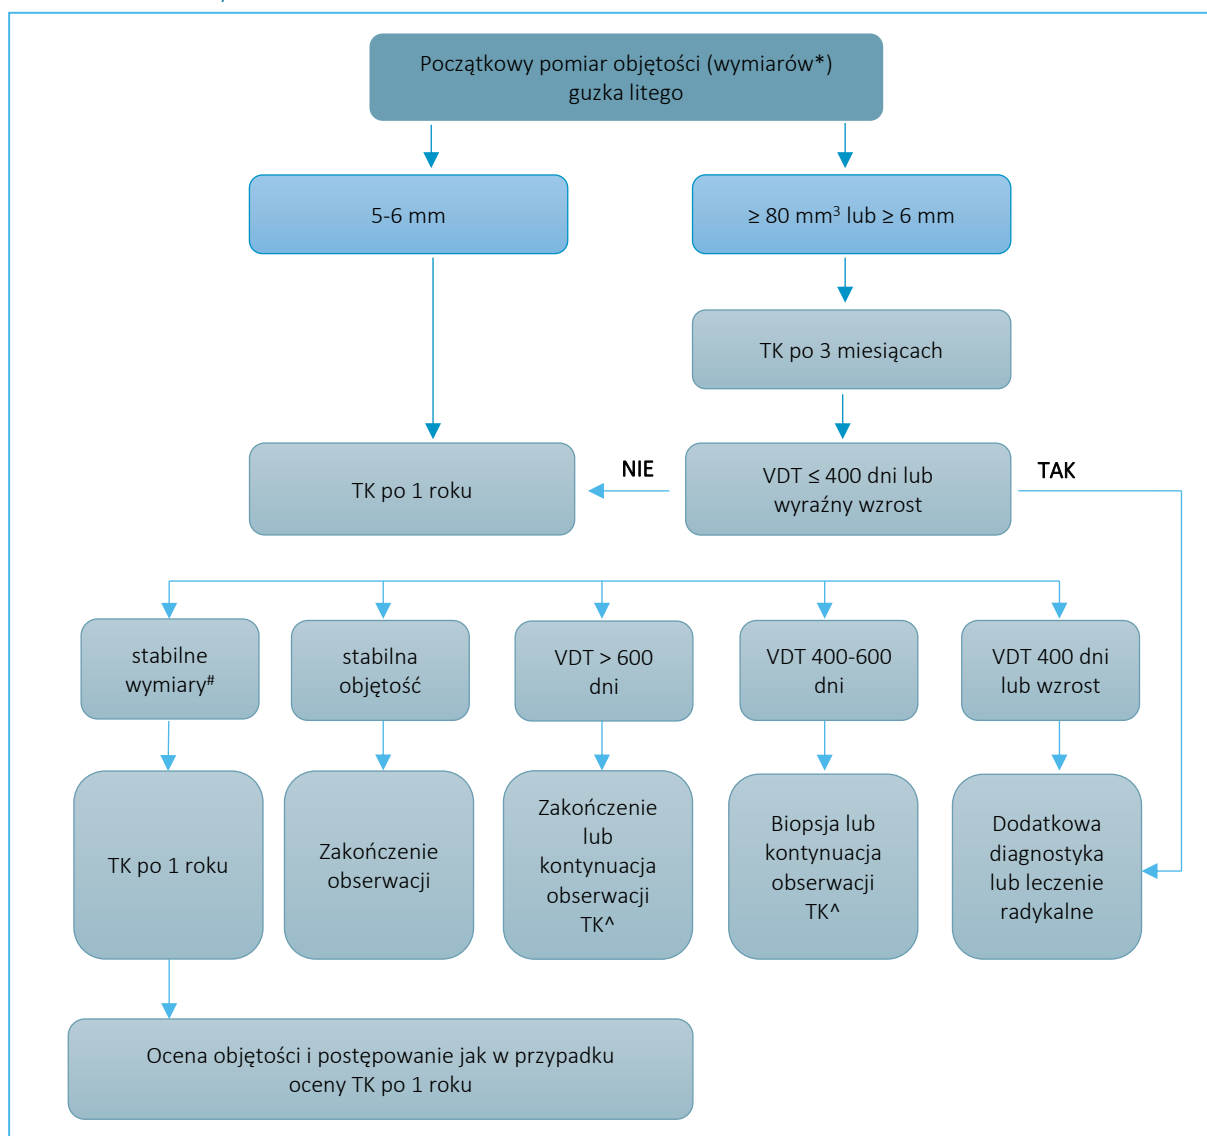 Początkowy pomiar objętości (wymiarów*)
guzka litego
5-6 mm
≥ 80 mm³ lub ≥ 6 mm
TK po 3 miesiącach
TK po 1 roku
NIE
VDT ≤ 400 dni lub
wyraźny wzrost
TAK
stabilne
wymiary#
stabilna
objętość
VDT > 600
dni
VDT 400-600
dni
VDT 400 dni
lub wzrost
TK po 1 roku
Zakończenie
obserwacji
Zakończenie
lub
kontynuacja
obserwacji
TK^
Biopsja lub
kontynuacja
obserwacji
TK^
Dodatkowa
diagnostyka
lub leczenie
radykalne
Ocena objętości i postępowanie jak w przypadku
oceny TK po 1 roku